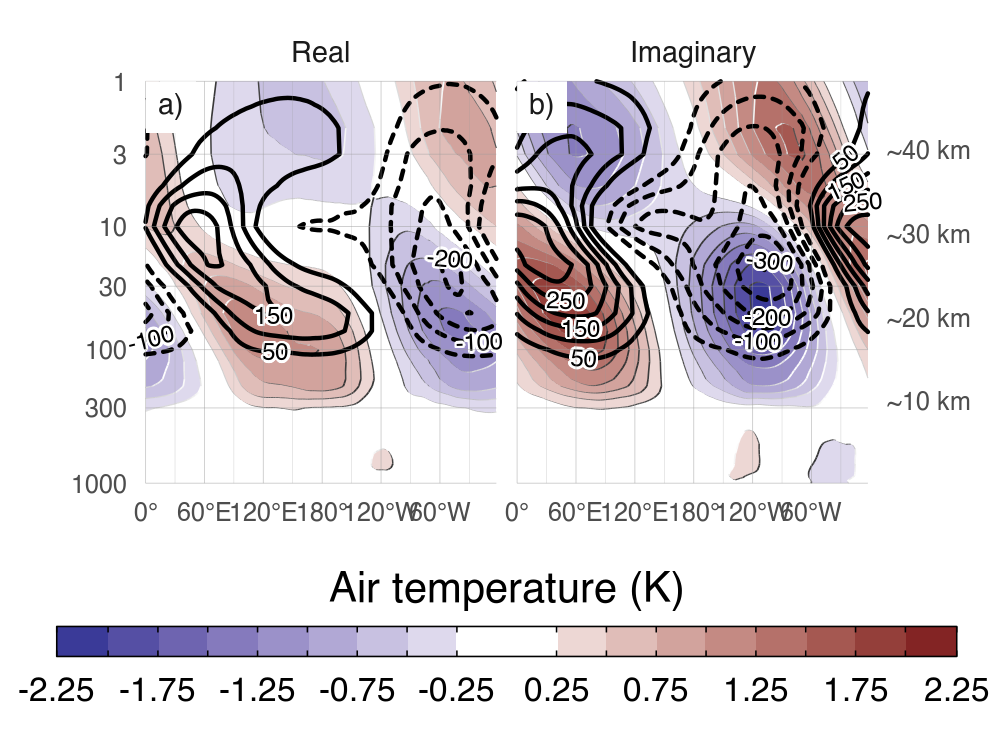 Real Imaginary
a) b)
1
3 ~40 km
50
150
250
10 ~30 km
-200 -300
30
250
150 -200 ~20 km
150
-100 -100 -100
100
50 50
300 ~10 km
1000
0° 60°E 120°E 180° 120°W 60°W 0° 60°E 120°E 180° 120°W 60°W
Air temperature (K)
-2.25 -1.75 -1.25 -0.75 -0.25 0.25 0.75 1.25 1.75 2.25